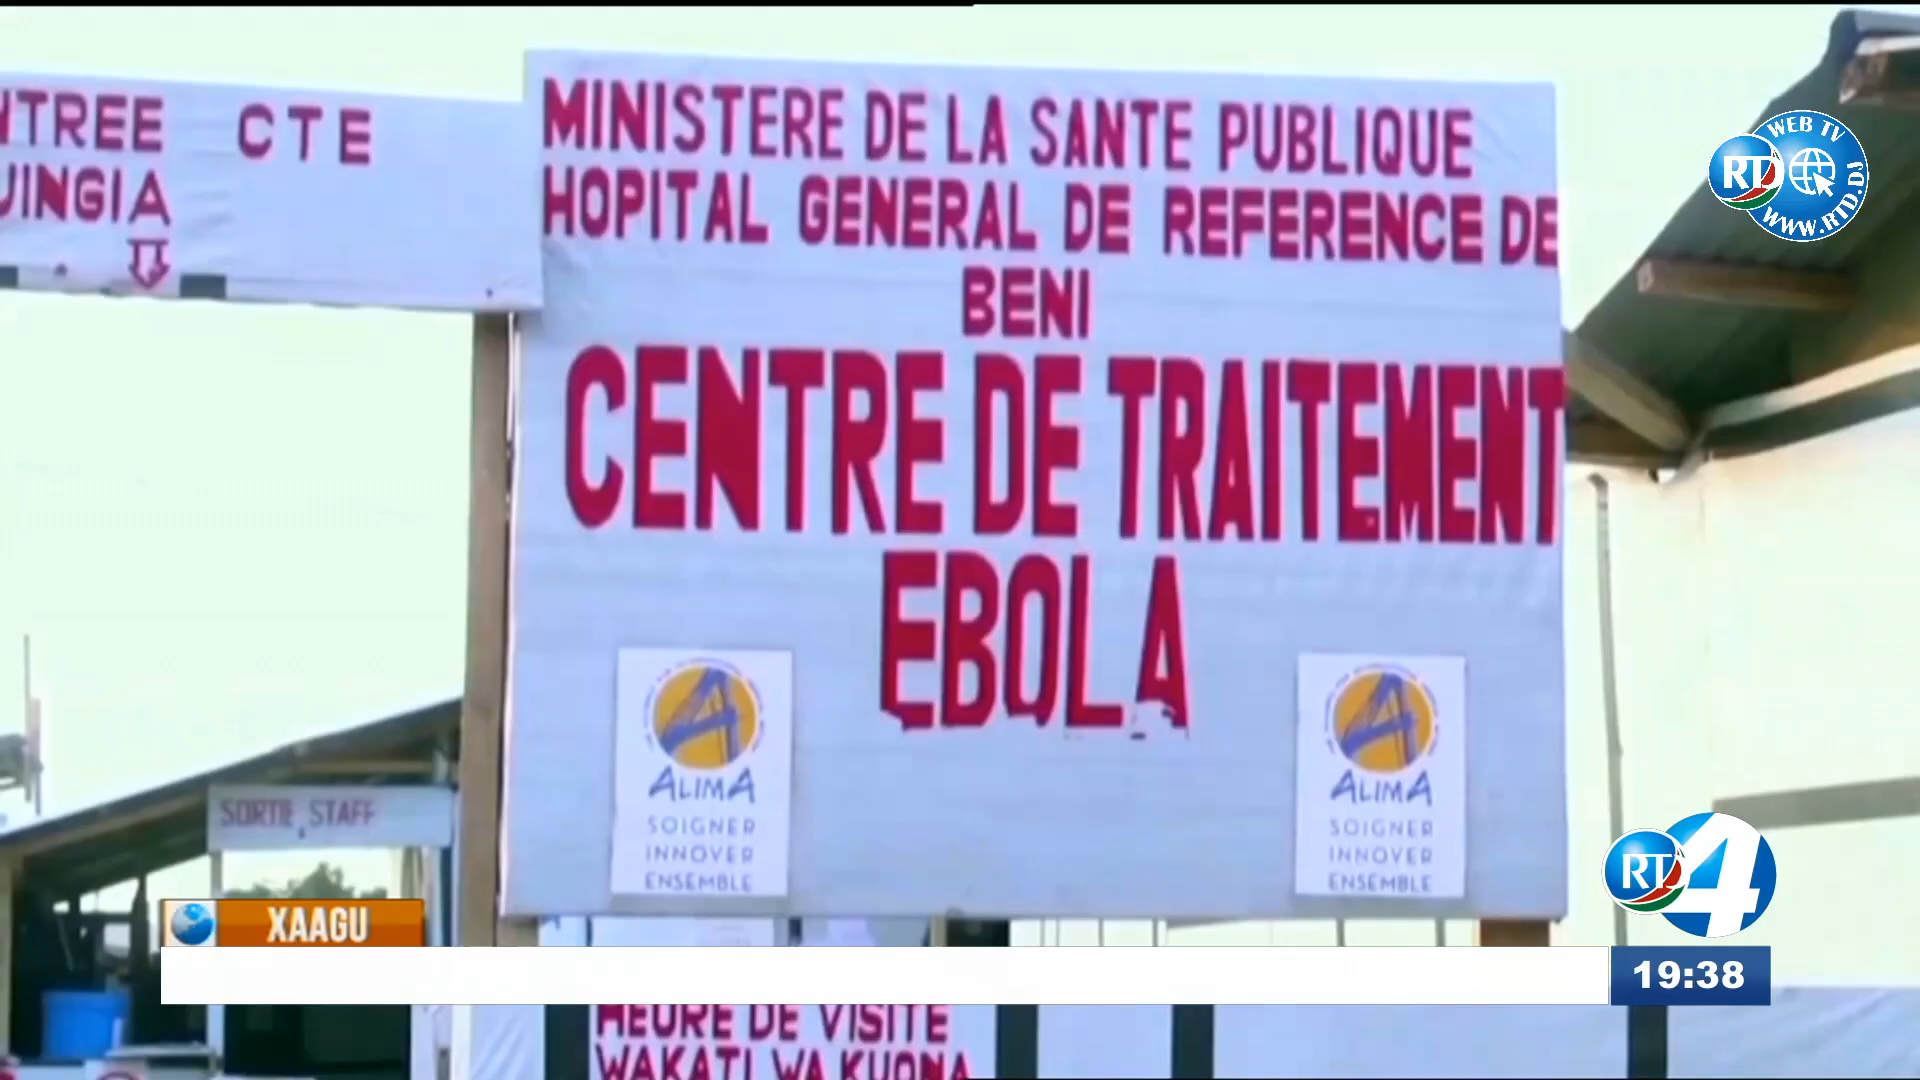 NTREE CTE
UINGIA
MINISTERE DE LA SANTE PUBLIQUE
HOPITAL GENERAL DE REFERENCE DE
BENI
CENTRE DE TRAITEMENT
EBOLA
ALIMA
SOIGNER
INNOVER
ENSEMBLE
ALIMA
SOIGNER
INNOVER
ENSEMBLE
SORTIE STAFF
HEURE DE VISITE
WAKATI WA KUONA
WEB TV
RTD
WWW.RTD.DJ
RTD 4
XAAGU
19:38